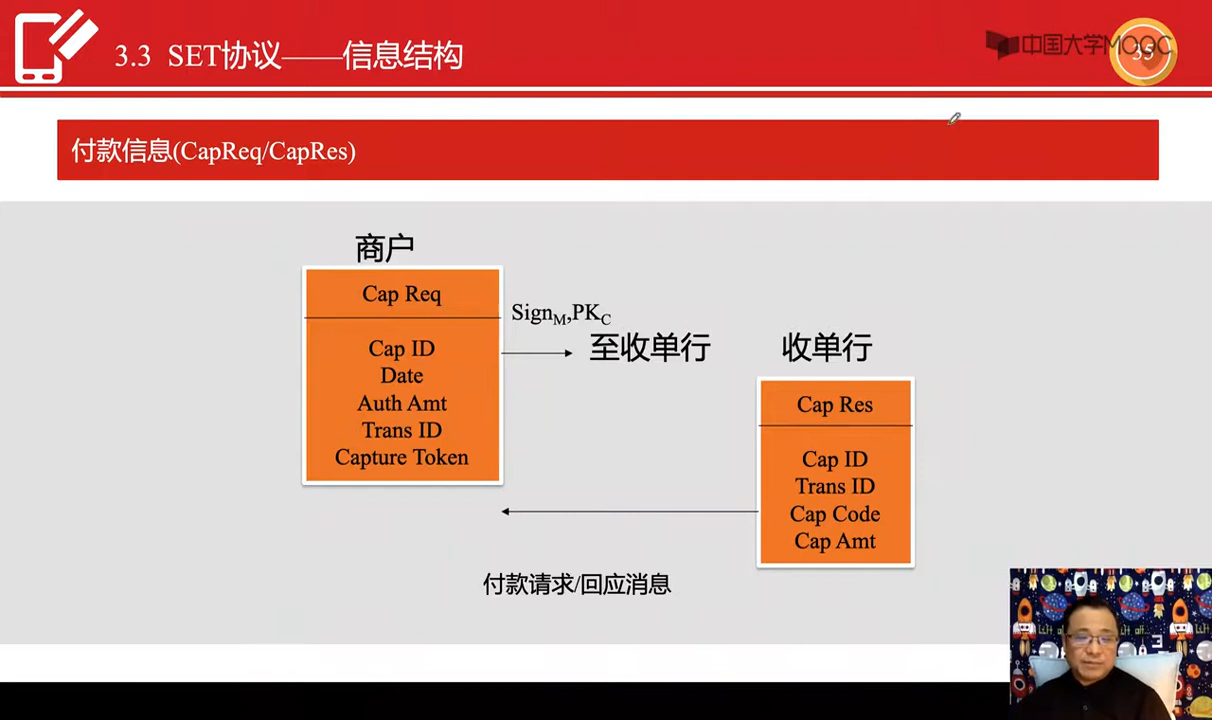 3.3 SET协议——信息结构
中国大学MOOC
35
付款信息(CapReq/CapRes)
商户
Cap Req
Cap ID
Date
Auth Amt
Trans ID
Capture Token
SignM,PKC
至收单行
收单行
Cap Res
Cap ID
Trans ID
Cap Code
Cap Amt
付款请求/回应消息